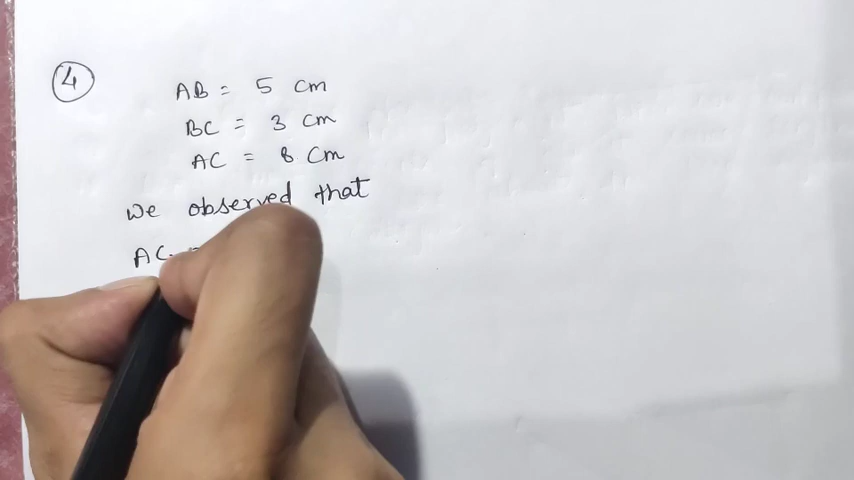 4
AB = 5 cm
BC = 3 cm
AC = 8 Cm
We observed that
AC